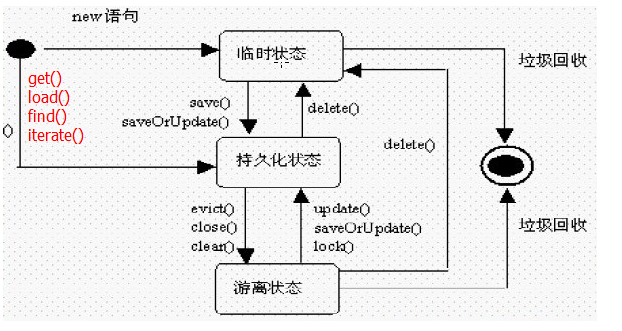 new语句
临时状态
垃圾回收
get()
load()
find()
iterate()
()
save()
saveOrUpdate()
delete()
delete()
持久化状态
evict()
close()
clear()
update()
saveOrUpdate()
lock()
垃圾回收
游离状态